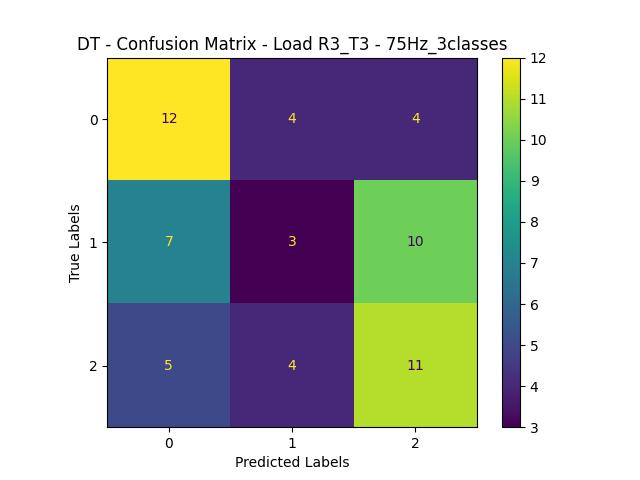 DT - Confusion Matrix - Load R3_T3 - 75Hz_3classes
12
12 4 4
0
11
10
9
7 3 10
1
True Labels
8
7
6
5 4 11
2
5
4
3
0 1 2
Predicted Labels